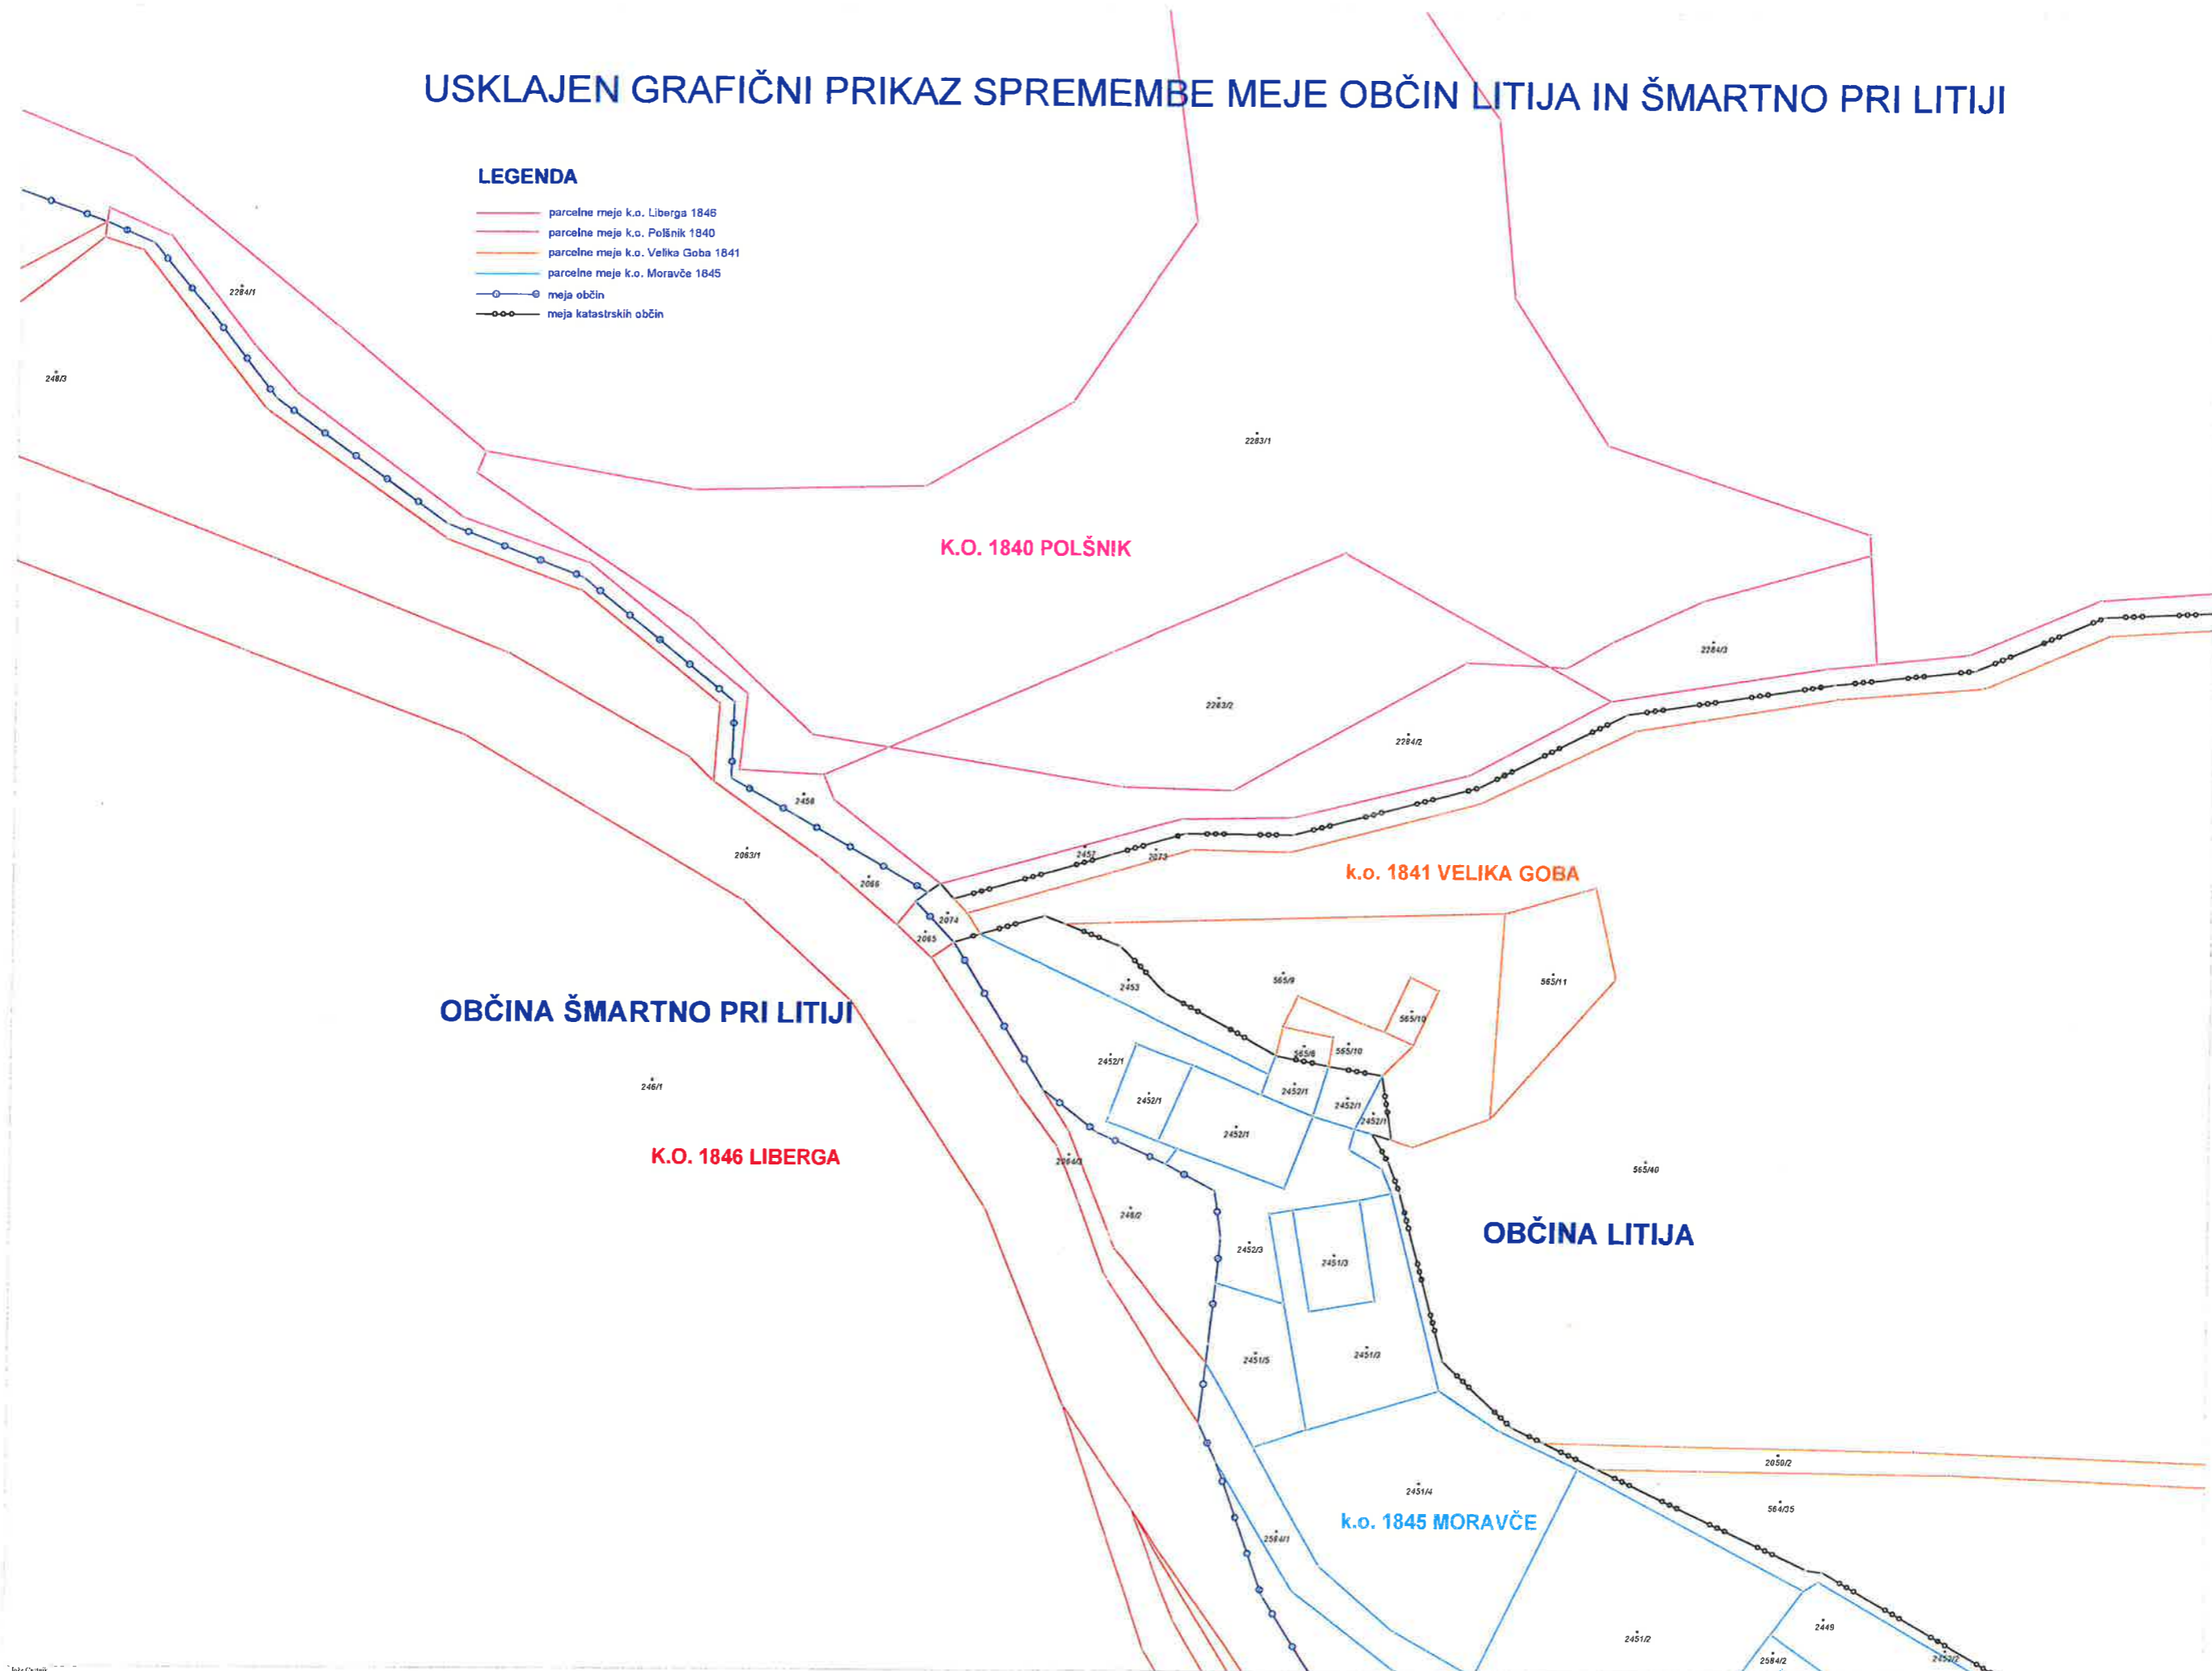 USKLAJEN GRAFIČNI PRIKAZ SPREMEMBE MEJE OBČIN LITIJA IN ŠMARTNO PRI LITIJI
LEGENDA
parcelne meje k.o. Liberga 1846
parcelne meje k.o. Polšnik 1840
parcelne meje k.o. Velika Goba 1841
parcelne meje k.o. Moravče 1845
meja občin
meja katastrskih občin
2284/1
248/3
2283/1
K.O. 1840 POLŠNIK
2284/3
2283/2
2284/2
2458
2063/1
2457
2073
k.o. 1841 VELIKA GOBA
2066
2074
2065
565/9
565/11
2453
OBČINA ŠMARTNO PRI LITIJI
565/10
565/10
565/8
2452/1
246/1
2452/1
2452/1
2452/1
2452/1
2452/1
K.O. 1846 LIBERGA
565/40
248/2
OBČINA LITIJA
2452/3
2451/3
2451/5
2451/3
2050/2
2451/4
564/35
k.o. 1845 MORAVČE
2584/1
2449
2451/2
2584/2